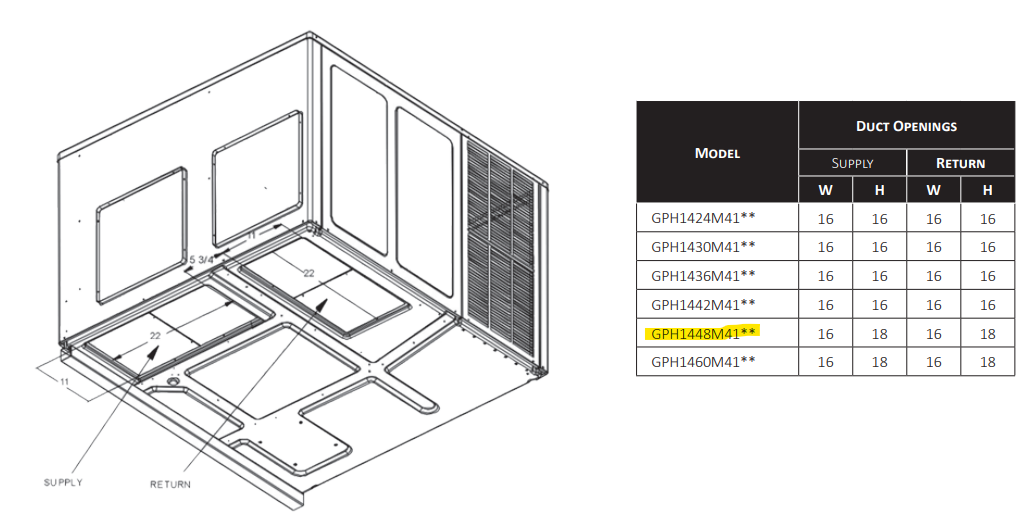 11
5 3/4
22
22
11
SUPPLY
RETURN
MODEL DUCT OPENINGS
SUPPLY RETURN
W H W H
GPH1424M41** 16 16 16 16
GPH1430M41** 16 16 16 16
GPH1436M41** 16 16 16 16
GPH1442M41** 16 16 16 16
GPH1448M41** 16 18 16 18
GPH1460M41** 16 18 16 18